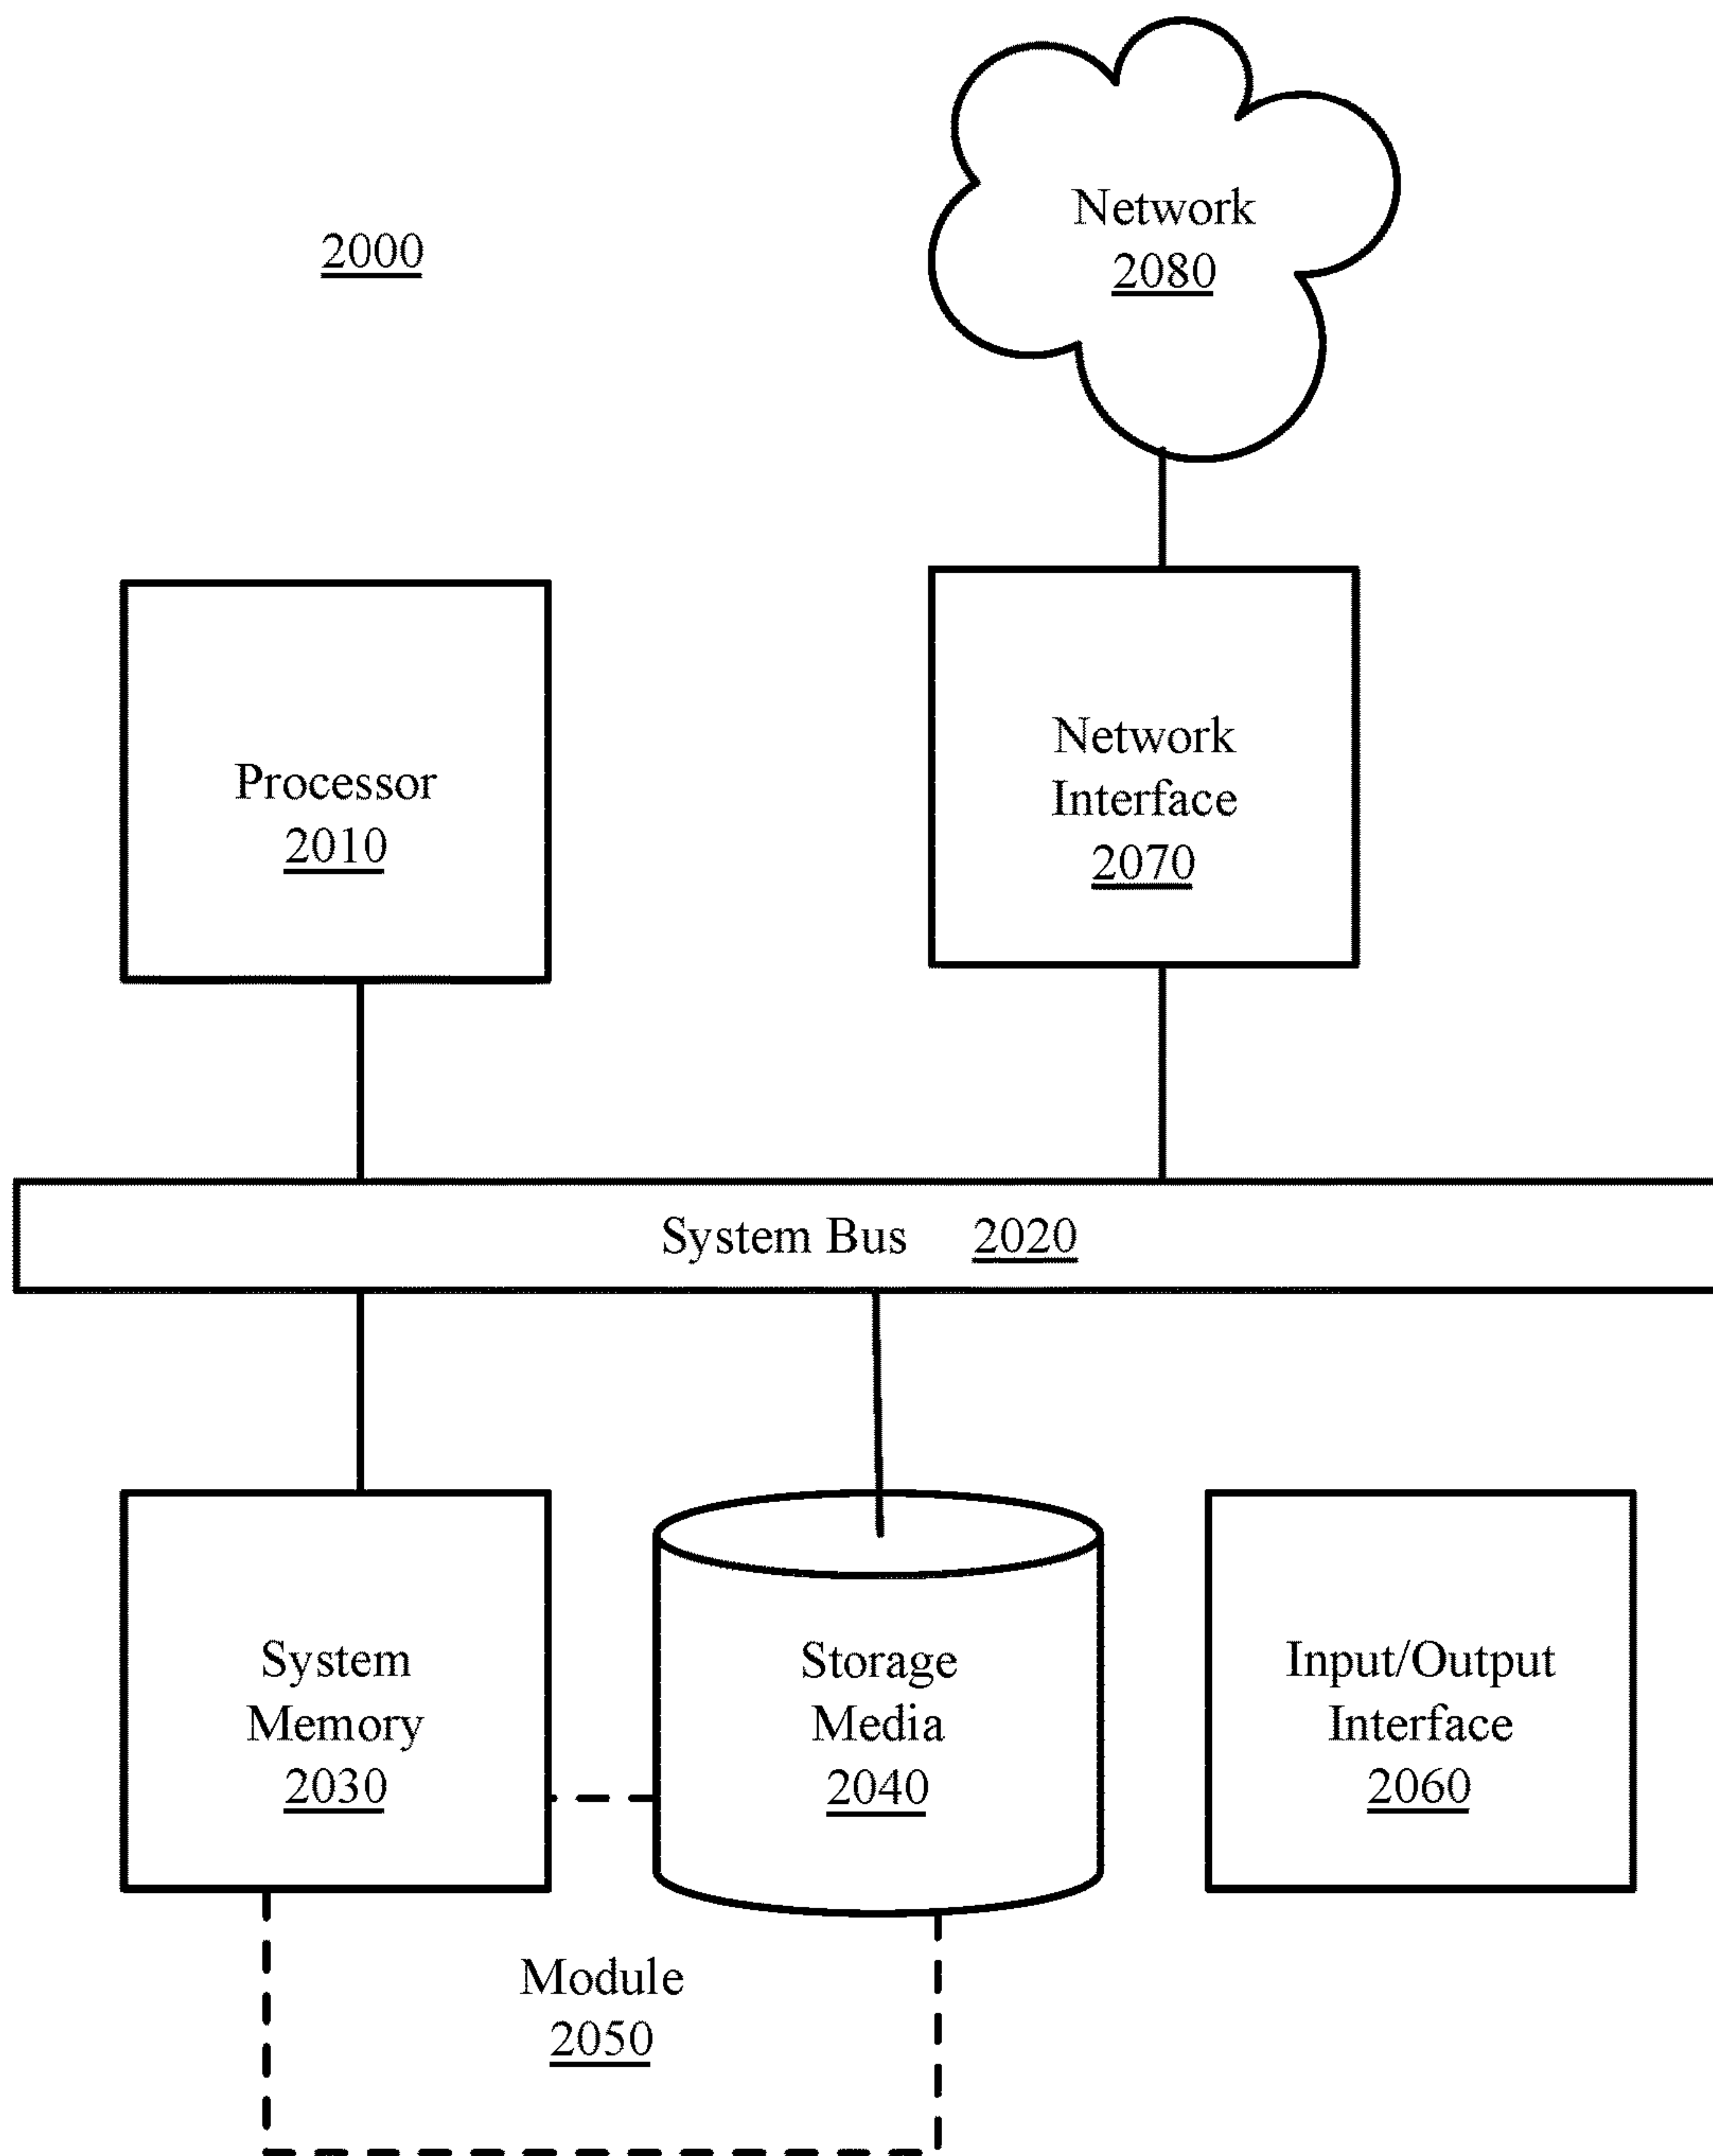 Network
2080
2000
Network
Interface
2070
Processor
2010
System Bus 2020
System
Memory
2030
Storage
Media
2040
Input/Output
Interface
2060
Module
2050